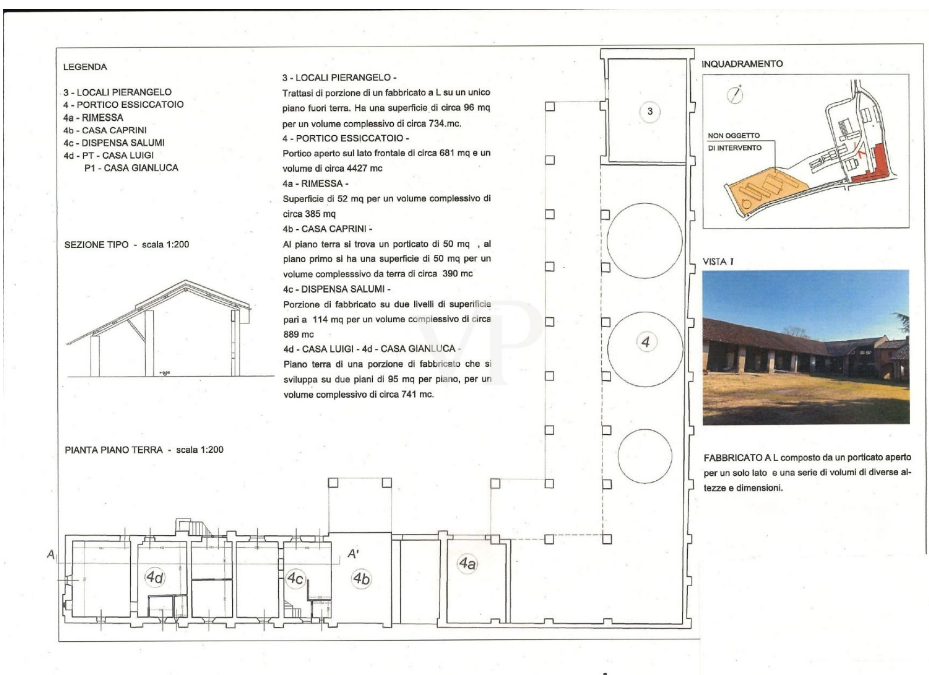 LEGENDA
3 - LOCALI PIERANGELO
4 - PORTICO ESSICCATOIO
4a - RIMESSA
4b - CASA CAPRINI
4c - DISPENSA SALUMI
4d - PT - CASA LUIGI
P1 - CASA GIANLUCA
SEZIONE TIPO - scala 1:200
3 - LOCALI PIERANGELO -
Trattasi di porzione di un fabbricato a L su un unico
piano fuori terra. Ha una superficie di circa 96 mq
per un volume complessivo di circa 734.mc.
4 - PORTICO ESSICCATOIO -
Portico aperto sul lato frontale di circa 681 mq e un
volume di circa 4427 mc
4a - RIMESSA -
Superficie di 52 mq per un volume complessivo di
circa 385 mq
4b - CASA CAPRINI -
Al piano terra si trova un porticato di 50 mq , al
piano primo si ha una superficie di 50 mq per un
volume complesssivo da terra di circa 390 mc
4c - DISPENSA SALUMI -
Porzione di fabbricato su due livelli di superificie
pari a 114 mq per un volume complessivo di circa
889 mc
4d - CASA LUIGI - 4d - CASA GIANLUCA -
Piano terra di una porzione di fabbricato che si
sviluppa su due piani di 95 mq per piano, per un
volume complessivo di circa 741 mc.
VP
PIANTA PIANO TERRA - scala 1:200
A
A'
4d
4c
4b
4a
3
4
INQUADRAMENTO
NON OGGETTO
DI INTERVENTO
1
VISTA 1
FABBRICATO A L composto da un porticato aperto
per un solo lato e una serie di volumi di diverse al-
tezze e dimensioni.